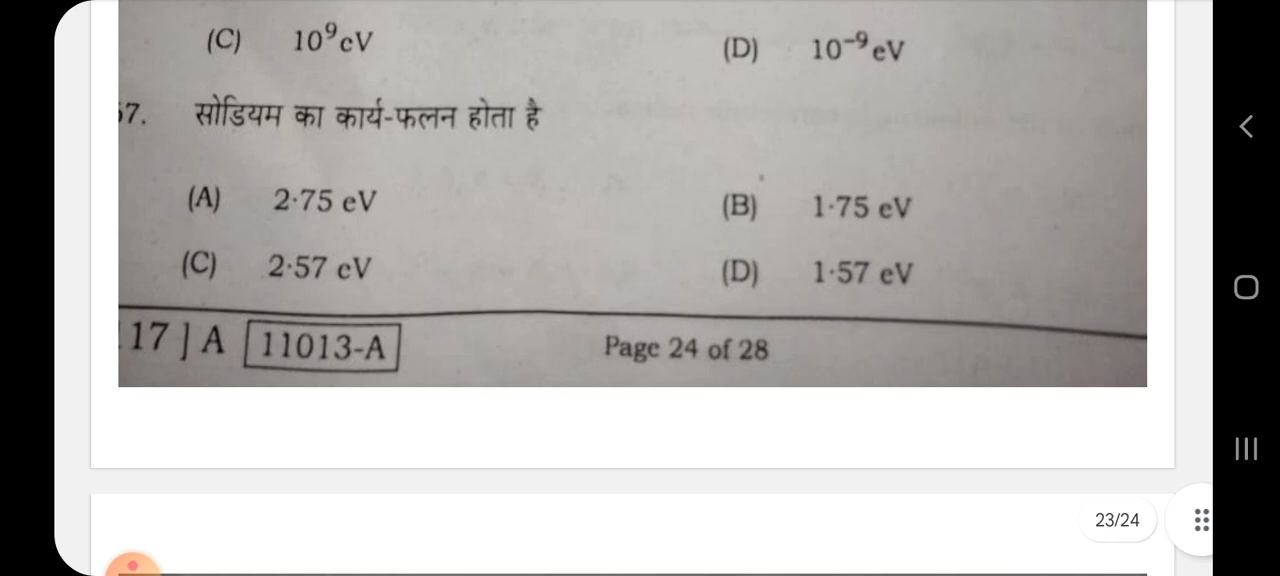 (C) 10⁹eV (D) 10⁻⁹eV
57. सोडियम का कार्य-फलन होता है
(A) 2·75 eV (B) 1·75 eV
(C) 2·57 eV (D) 1·57 eV
17 ] A 11013-A Page 24 of 28
23/24